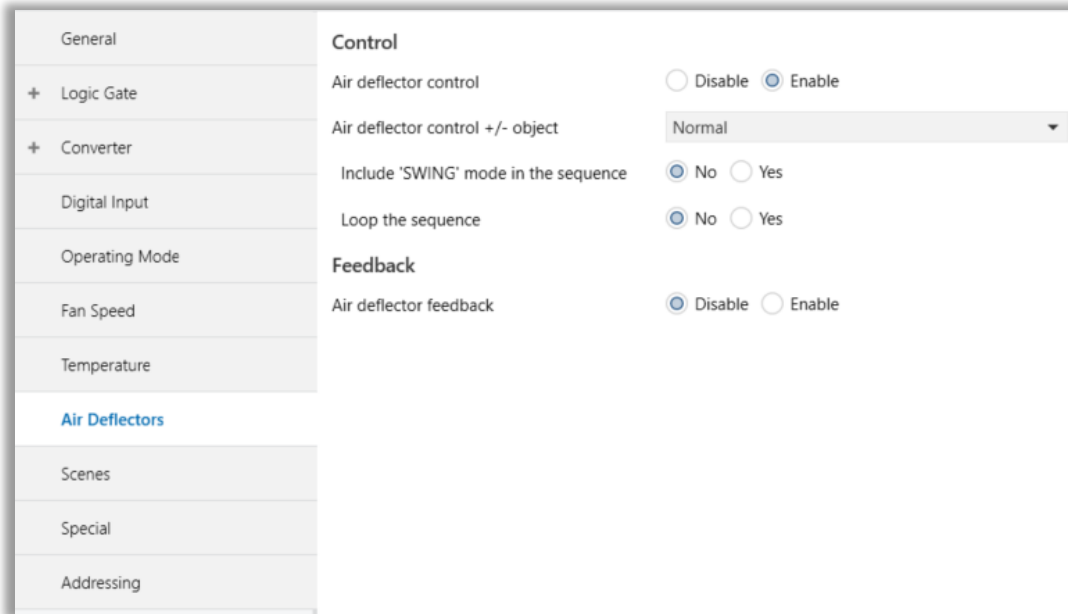 General
+ Logic Gate
+ Converter
Digital Input
Operating Mode
Fan Speed
Temperature
Air Deflectors
Scenes
Special
Addressing
Control
Air deflector control Disable Enable
Air deflector control +/- object Normal
Include 'SWING' mode in the sequence No Yes
Loop the sequence No Yes
Feedback
Air deflector feedback Disable Enable